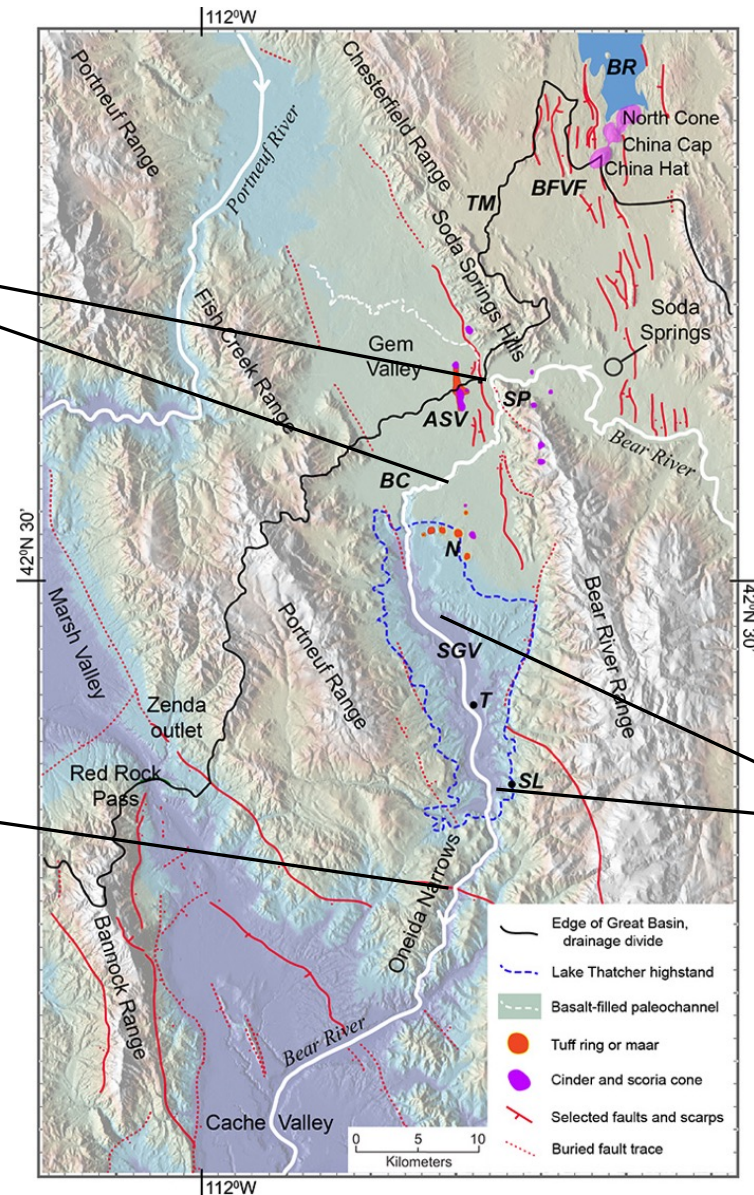 112⁰W
BR
Portneuf Range
Chesterfield Range
North Cone
China Cap
China Hat
Portneuf River
BFVF
TM
Soda Springs Hills
Fish Creek Range
Gem
Valley
Soda
Springs
SP
ASV
Bear River
BC
42⁰N 30'
42⁰N 30'
N
Marsh Valley
Portneuf Range
Bear River Range
SGV
T
Zenda
outlet
Red Rock
Pass
SL
Oneida Narrows
Bannock Range
Bear River
Cache Valley
Edge of Great Basin,
drainage divide
Lake Thatcher highstand
Basalt-filled paleochannel
Tuff ring or maar
Cinder and scoria cone
Selected faults and scarps
Buried fault trace
0 5 10
Kilometers
112⁰W